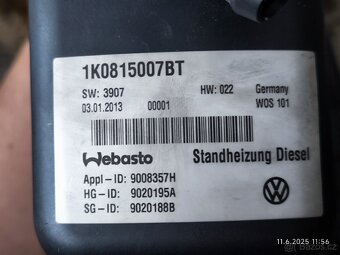 1K0815007BT
SW: 3907 HW: 022 Germany
03.01.2013 00001 WOS 101
Webasto Standheizung Diesel
Appl-ID: 9008357H
HG-ID: 9020195A
SG-ID: 9020188B
11.6.2025 11:56